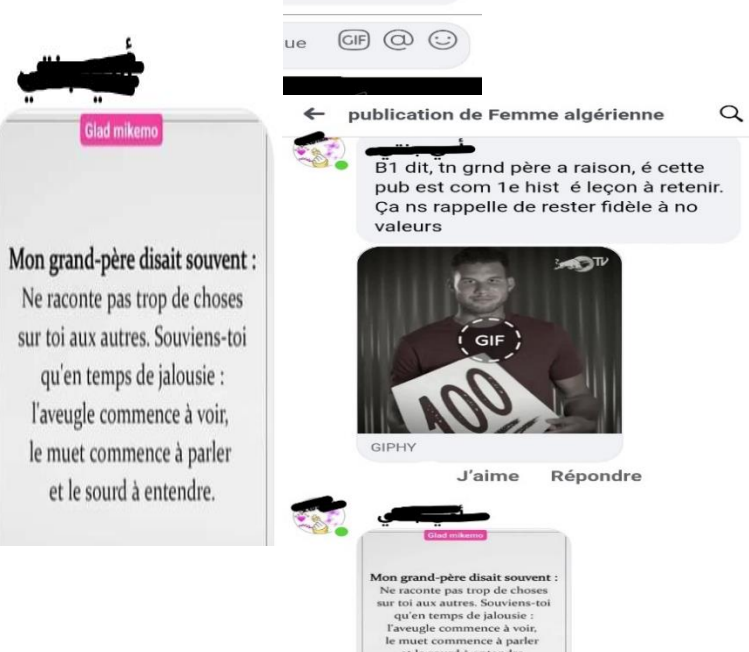 Glad mikemo
Mon grand-père disait souvent :
Ne raconte pas trop de choses
sur toi aux autres. Souviens-toi
qu'en temps de jalousie :
l'aveugle commence à voir,
le muet commence à parler
et le sourd à entendre.
ue GIF @
publication de Femme algérienne
B1 dit, tn grnd père a raison, é cette
pub est com 1e hist é leçon à retenir.
Ça ns rappelle de rester fidèle à no
valeurs
TV
GIF
100
GIPHY
J'aime Répondre
Glad mikemo
Mon grand-père disait souvent :
Ne raconte pas trop de choses
sur toi aux autres. Souviens-toi
qu'en temps de jalousie :
l'aveugle commence à voir,
le muet commence à parler
et le sourd à entendre.